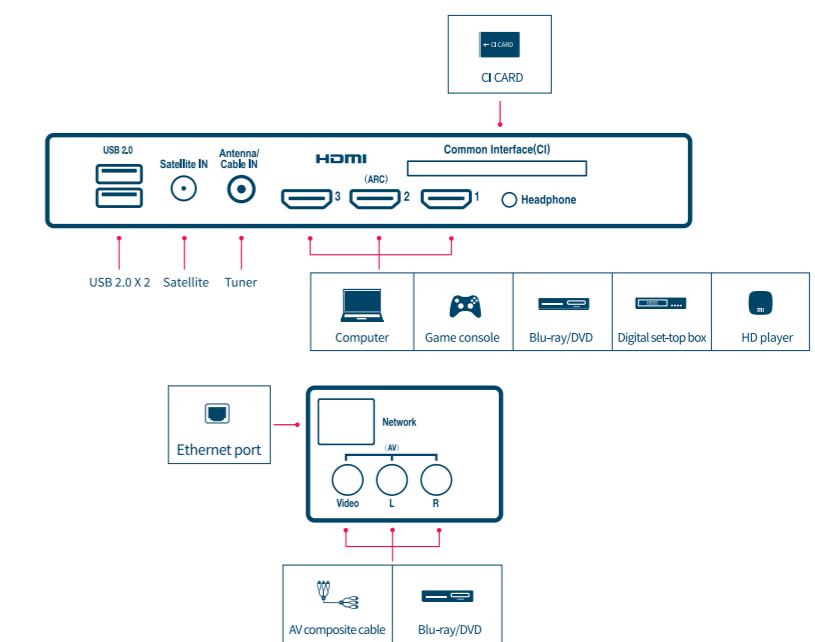 ← CI CARD
CI CARD
USB 2.0
Satellite IN
Antenna/
Cable IN
HDMI
Common Interface(CI)
(ARC)
3
2
1
Headphone
USB 2.0 X 2
Satellite
Tuner
mi
Computer
Game console
Blu-ray/DVD
Digital set-top box
HD player
Network
Ethernet port
(AV)
Video
L
R
AV composite cable
Blu-ray/DVD